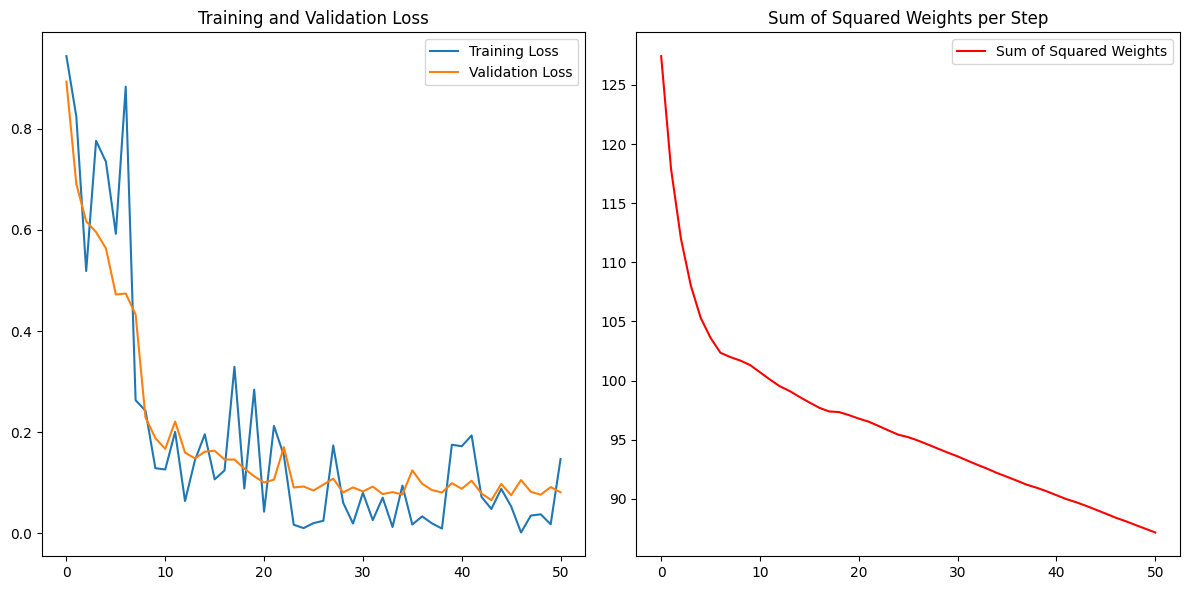 Training and Validation Loss
Training Loss
Validation Loss
0.8
0.6
0.4
0.2
0.0
0 10 20 30 40 50
Sum of Squared Weights per Step
Sum of Squared Weights
125
120
115
110
105
100
95
90
0 10 20 30 40 50